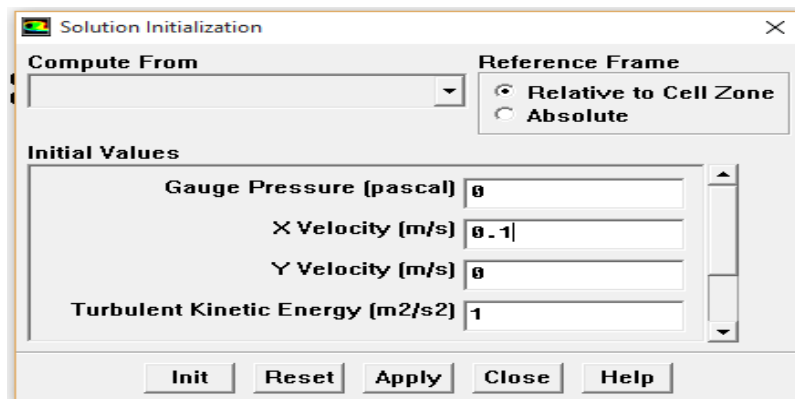 Solution Initialization
Compute From
Reference Frame
Relative to Cell Zone
Absolute
Initial Values
Gauge Pressure (pascal) 0
X Velocity (m/s) 0.1
Y Velocity (m/s) 0
Turbulent Kinetic Energy (m2/s2) 1
Init Reset Apply Close Help